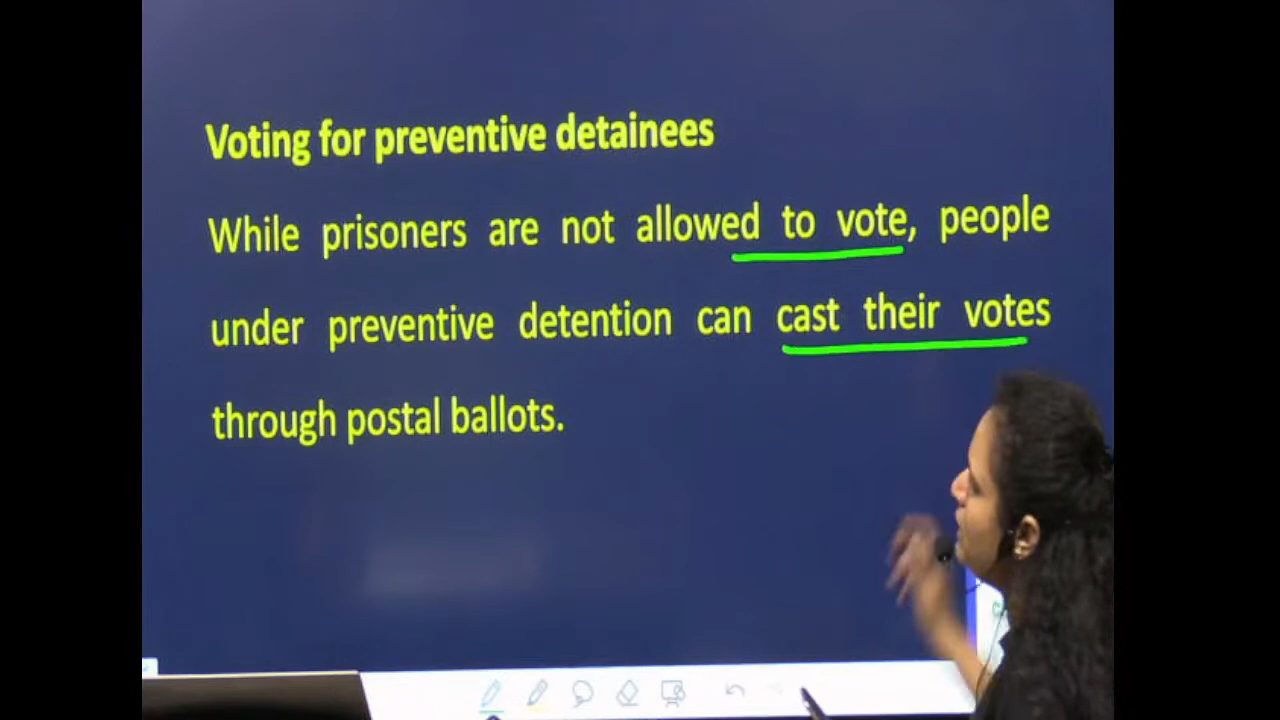 Voting for preventive detainees
While prisoners are not allowed to vote, people
under preventive detention can cast their votes
through postal ballots.